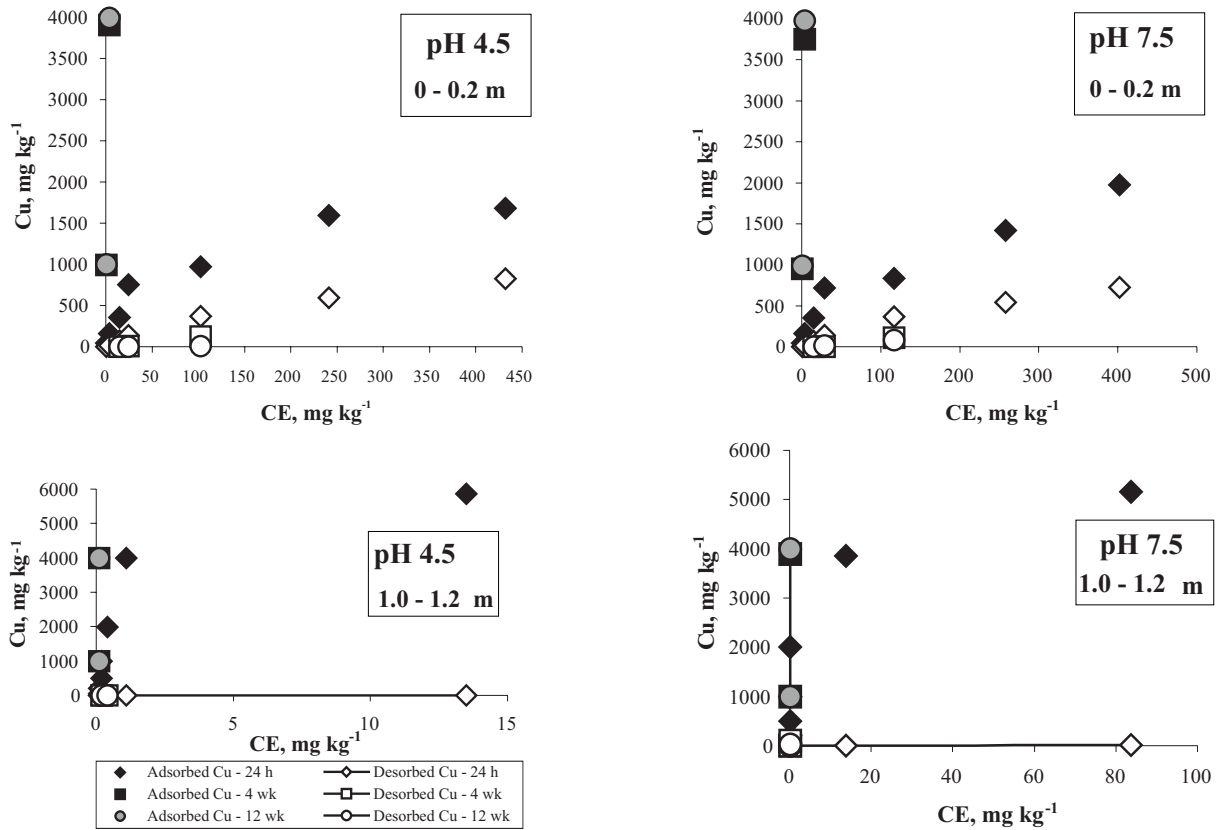 4000
3500
3000
2500
2000
1500
1000
500
0
Cu, mg kg⁻¹
pH 4.5
0 - 0.2 m
0 50 100 150 200 250 300 350 400 450
CE, mg kg⁻¹
4000
3500
3000
2500
2000
1500
1000
500
0
Cu, mg kg⁻¹
pH 7.5
0 - 0.2 m
0 100 200 300 400 500
CE, mg kg⁻¹
6000
5000
4000
3000
2000
1000
0
Cu, mg kg⁻¹
pH 4.5
1.0 - 1.2 m
0 5 10 15
CE, mg kg⁻¹
Adsorbed Cu - 24 h Desorbed Cu - 24 h
Adsorbed Cu - 4 wk Desorbed Cu - 4 wk
Adsorbed Cu - 12 wk Desorbed Cu - 12 wk
6000
5000
4000
3000
2000
1000
0
Cu, mg kg⁻¹
pH 7.5
1.0 - 1.2 m
0 20 40 60 80 100
CE, mg kg⁻¹